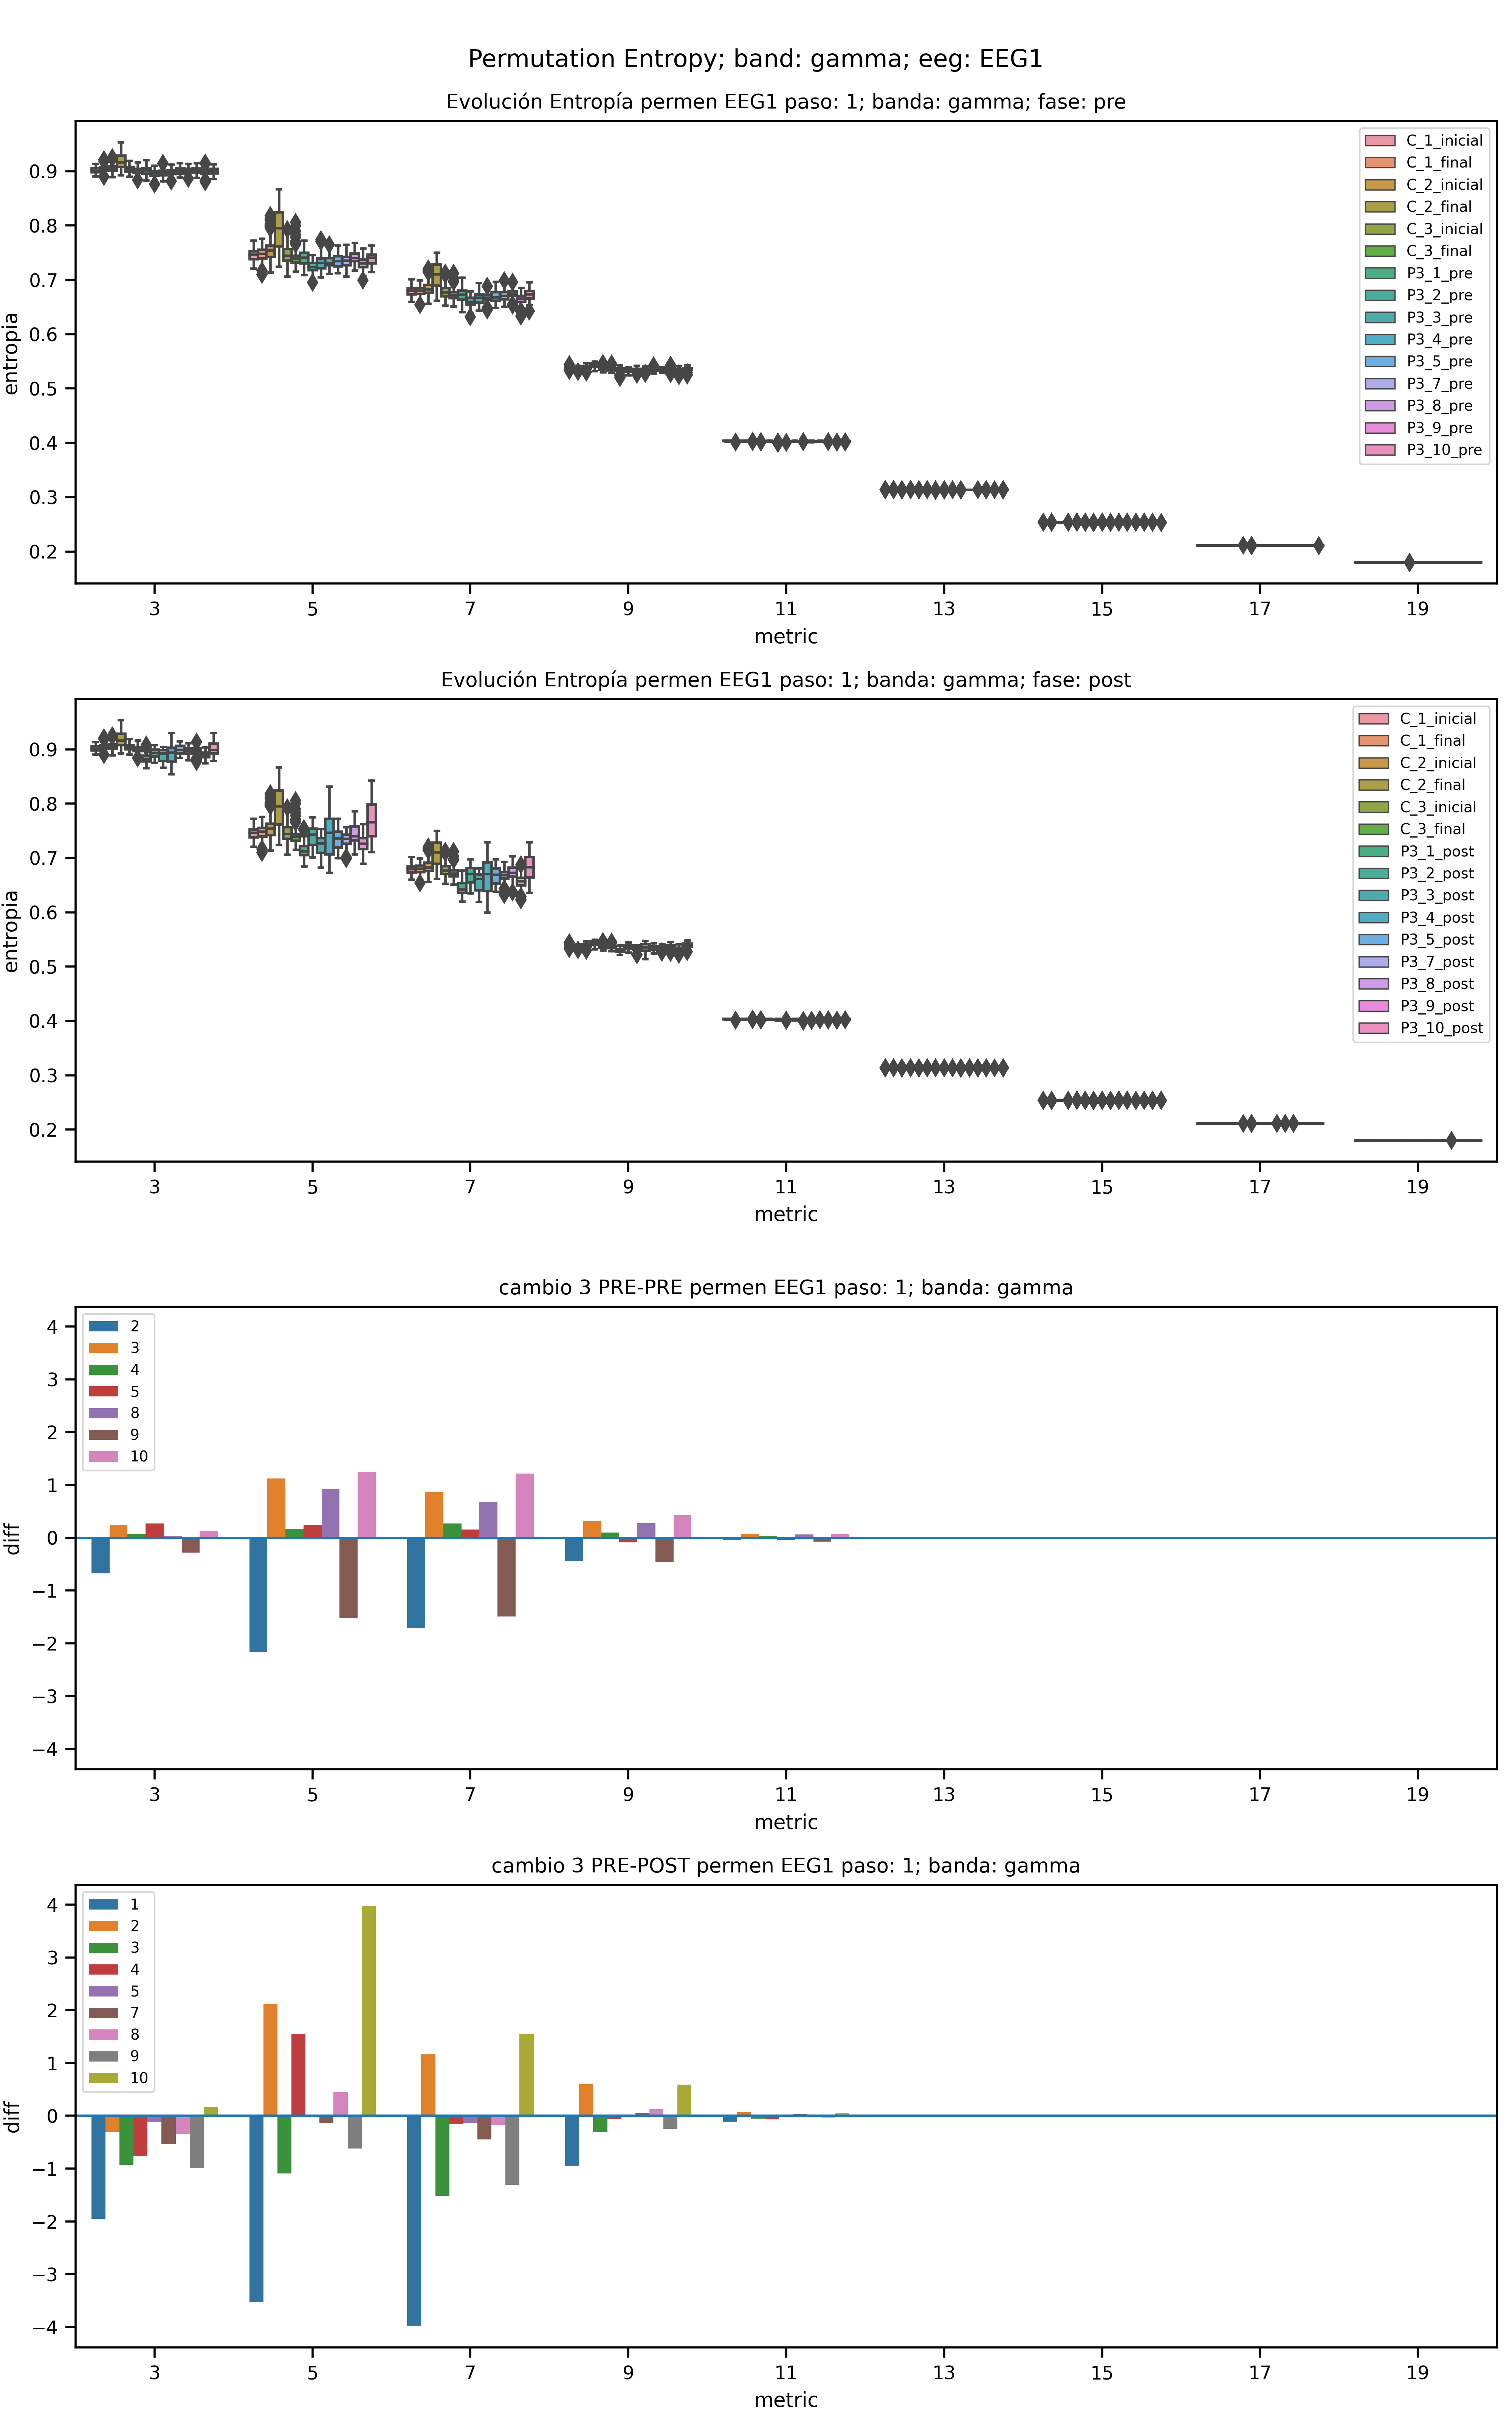 Permutation Entropy; band: gamma; eeg: EEG1
Evolución Entropía permen EEG1 paso: 1; banda: gamma; fase: pre
entropia
0.9
0.8
0.7
0.6
0.5
0.4
0.3
0.2
C_1_inicial
C_1_final
C_2_inicial
C_2_final
C_3_inicial
C_3_final
P3_1_pre
P3_2_pre
P3_3_pre
P3_4_pre
P3_5_pre
P3_7_pre
P3_8_pre
P3_9_pre
P3_10_pre
3 5 7 9 11 13 15 17 19
metric
Evolución Entropía permen EEG1 paso: 1; banda: gamma; fase: post
entropia
0.9
0.8
0.7
0.6
0.5
0.4
0.3
0.2
C_1_inicial
C_1_final
C_2_inicial
C_2_final
C_3_inicial
C_3_final
P3_1_post
P3_2_post
P3_3_post
P3_4_post
P3_5_post
P3_7_post
P3_8_post
P3_9_post
P3_10_post
3 5 7 9 11 13 15 17 19
metric
cambio 3 PRE-PRE permen EEG1 paso: 1; banda: gamma
diff
4
3
2
1
0
−1
−2
−3
−4
2
3
4
5
8
9
10
3 5 7 9 11 13 15 17 19
metric
cambio 3 PRE-POST permen EEG1 paso: 1; banda: gamma
diff
4
3
2
1
0
−1
−2
−3
−4
1
2
3
4
5
7
8
9
10
3 5 7 9 11 13 15 17 19
metric